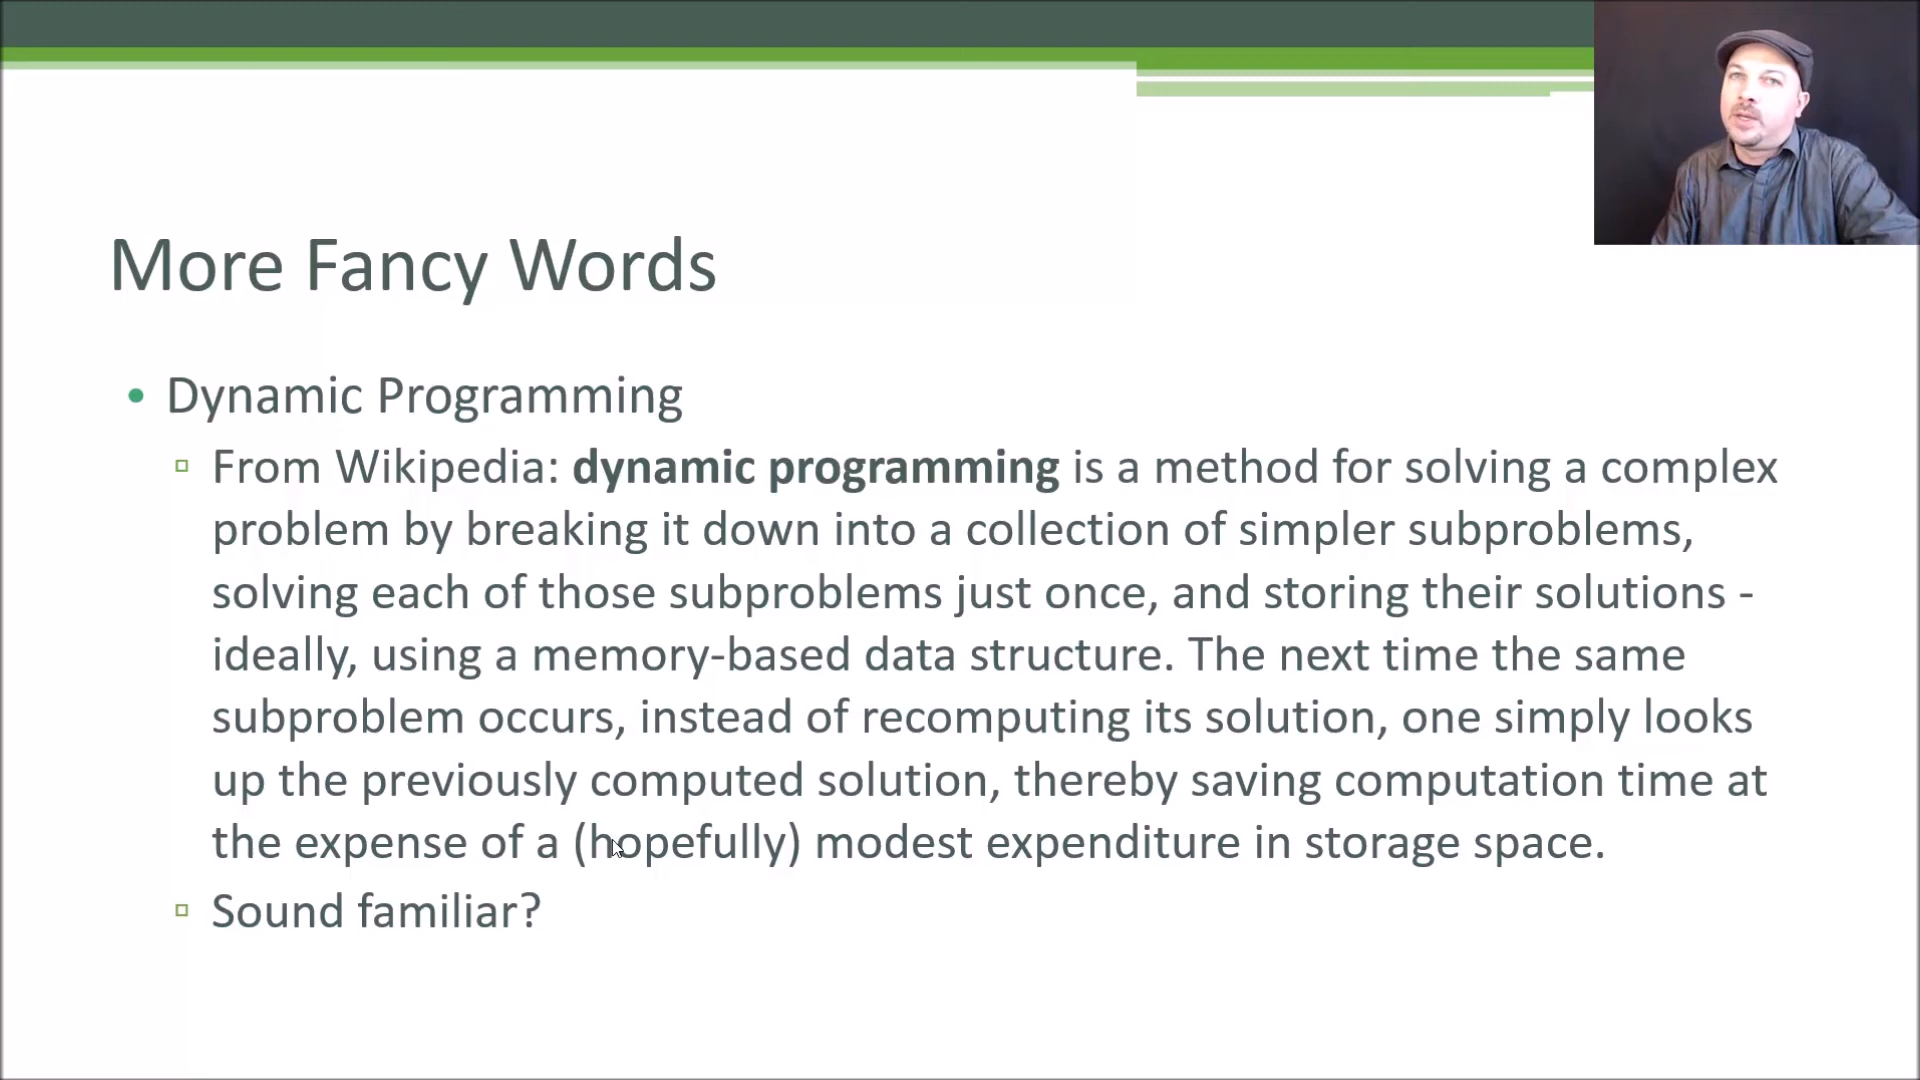 More Fancy Words
• Dynamic Programming
▫ From Wikipedia: dynamic programming is a method for solving a complex
problem by breaking it down into a collection of simpler subproblems,
solving each of those subproblems just once, and storing their solutions -
ideally, using a memory-based data structure. The next time the same
subproblem occurs, instead of recomputing its solution, one simply looks
up the previously computed solution, thereby saving computation time at
the expense of a (hopefully) modest expenditure in storage space.
▫ Sound familiar?